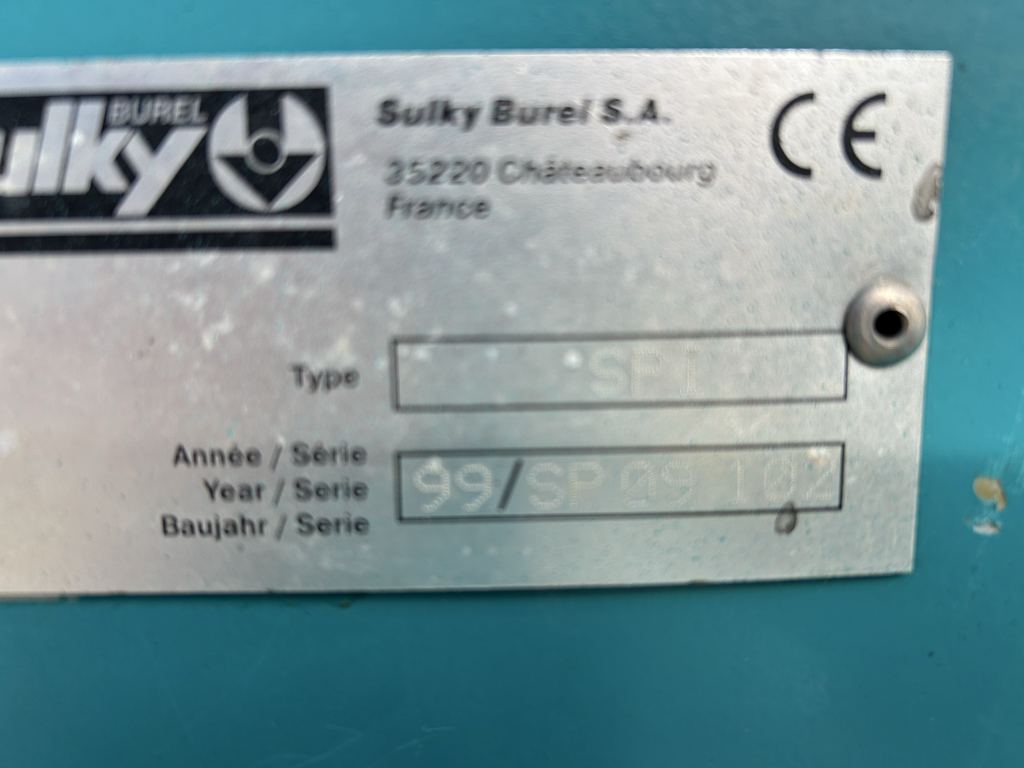 BUREL
ulky
Sulky Burel S.A.
35220 Châteaubourg
France
CE
Type SPI
Année / Série
Year / Serie 99/SP09 102
Baujahr / Serie